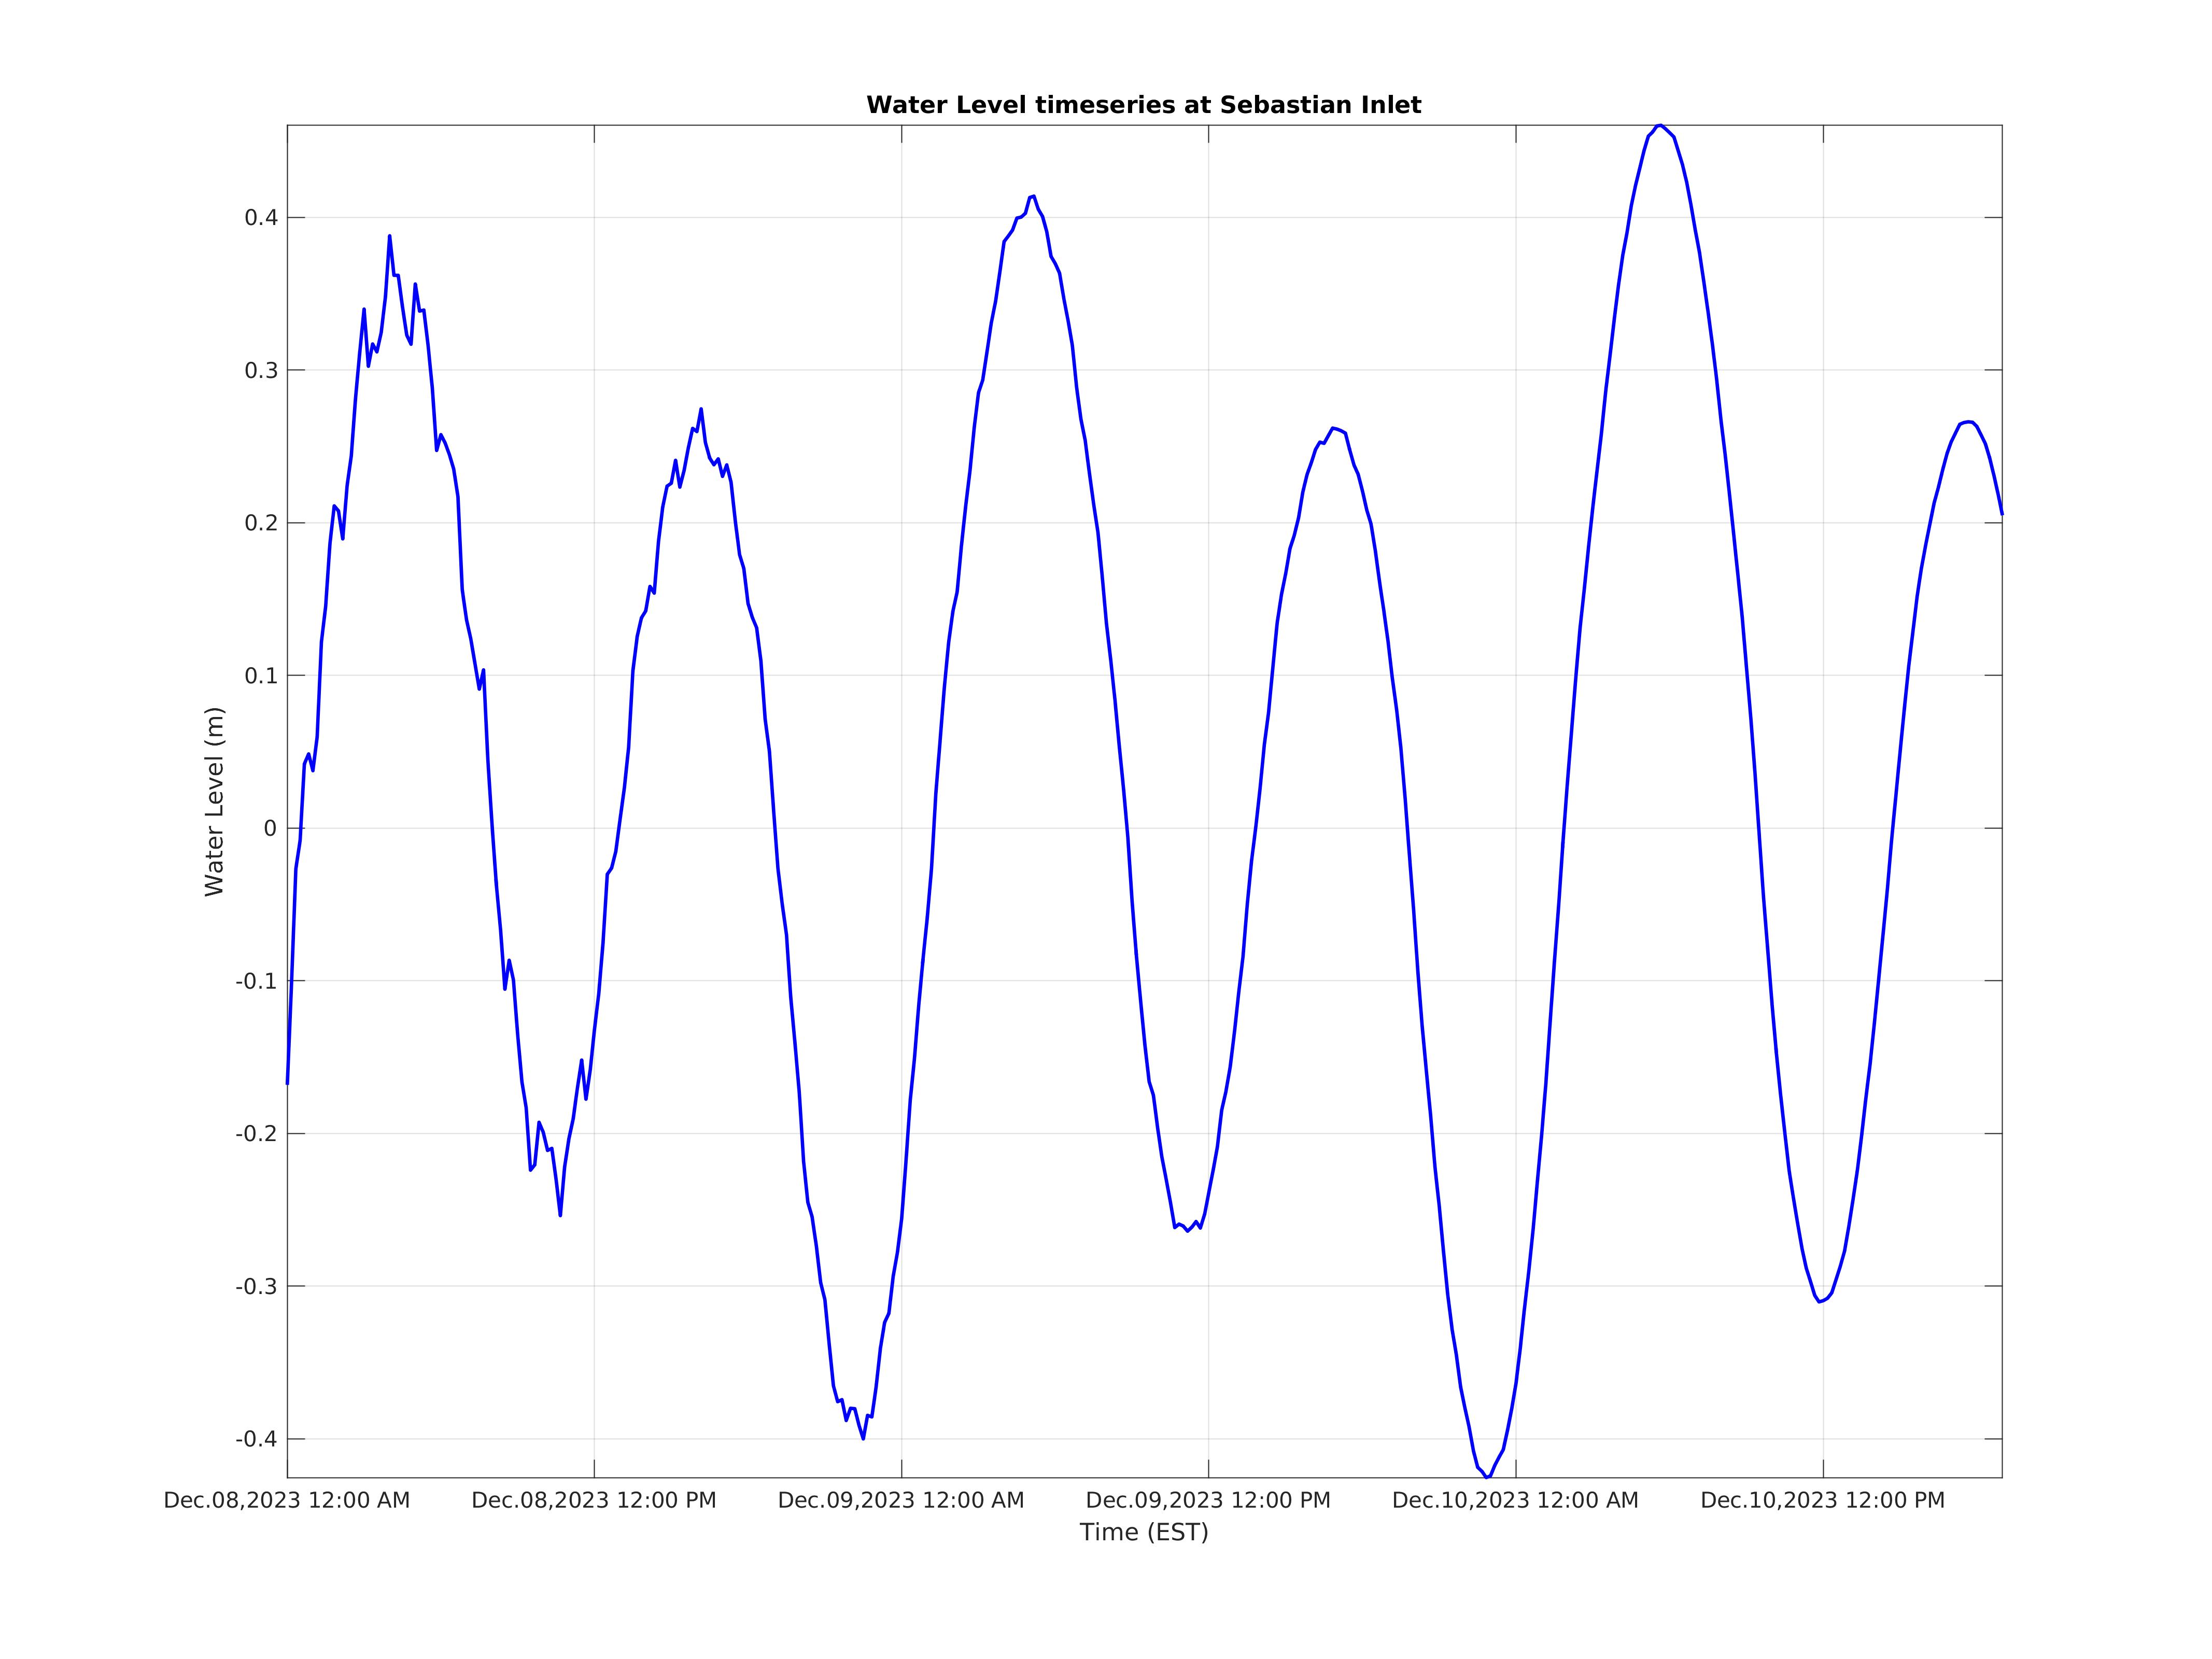 Water Level timeseries at Sebastian Inlet
0.4
0.3
0.2
0.1
0
-0.1
-0.2
-0.3
-0.4
Water Level (m)
Dec.08,2023 12:00 AM Dec.08,2023 12:00 PM Dec.09,2023 12:00 AM Dec.09,2023 12:00 PM Dec.10,2023 12:00 AM Dec.10,2023 12:00 PM
Time (EST)